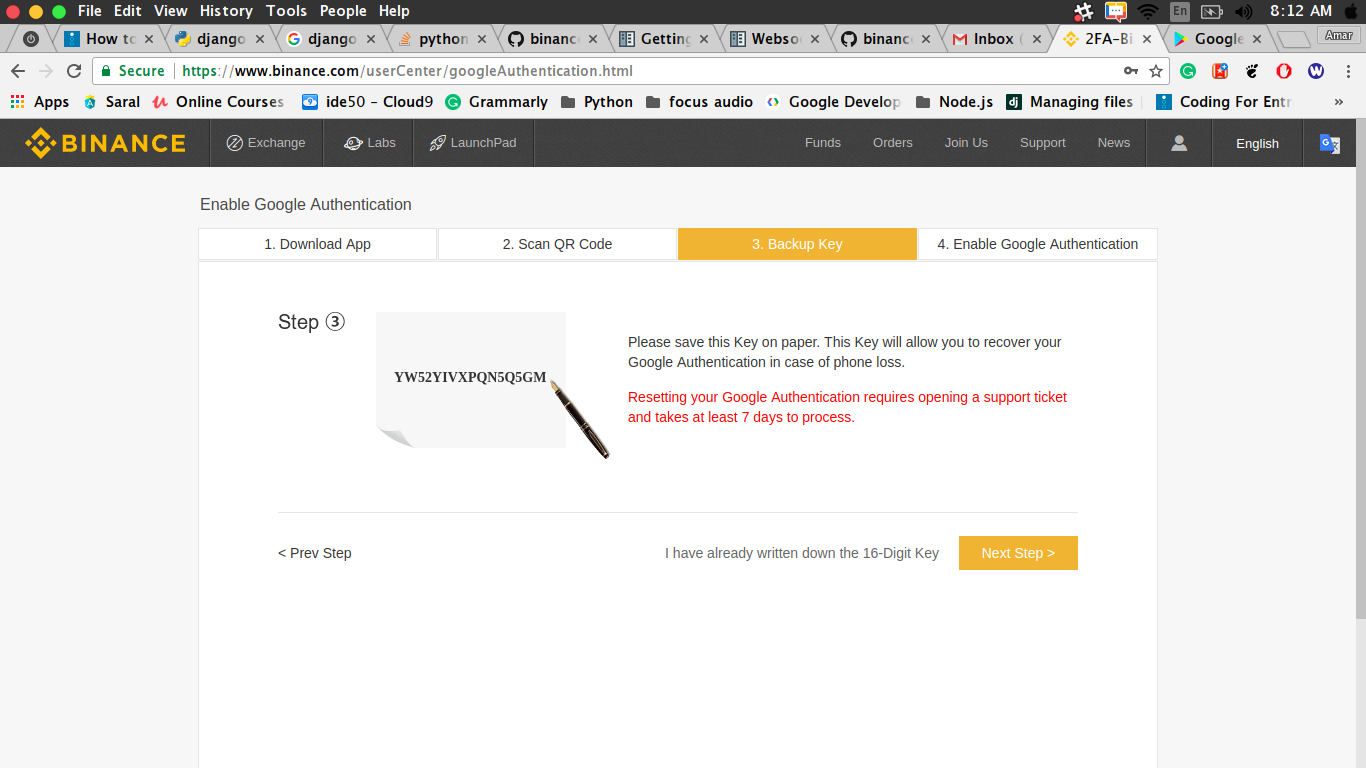 File Edit View History Tools People Help
En
8:12 AM
How to
django
django
python
binanc
Getting
Webso
binanc
Inbox (
2FA-Bi
Google
Amar
Secure
https://www.binance.com/userCenter/googleAuthentication.html
Apps
Saral
Online Courses
ide50 – Cloud9
Grammarly
Python
focus audio
Google Develop
Node.js
dj
Managing files
Coding For Entr
»
BINANCE
Exchange
Labs
LaunchPad
Funds
Orders
Join Us
Support
News
English
Enable Google Authentication
1. Download App
2. Scan QR Code
3. Backup Key
4. Enable Google Authentication
Step ③
YW52YIVXPQN5Q5GM
Please save this Key on paper. This Key will allow you to recover your
Google Authentication in case of phone loss.
Resetting your Google Authentication requires opening a support ticket
and takes at least 7 days to process.
< Prev Step
I have already written down the 16-Digit Key
Next Step >